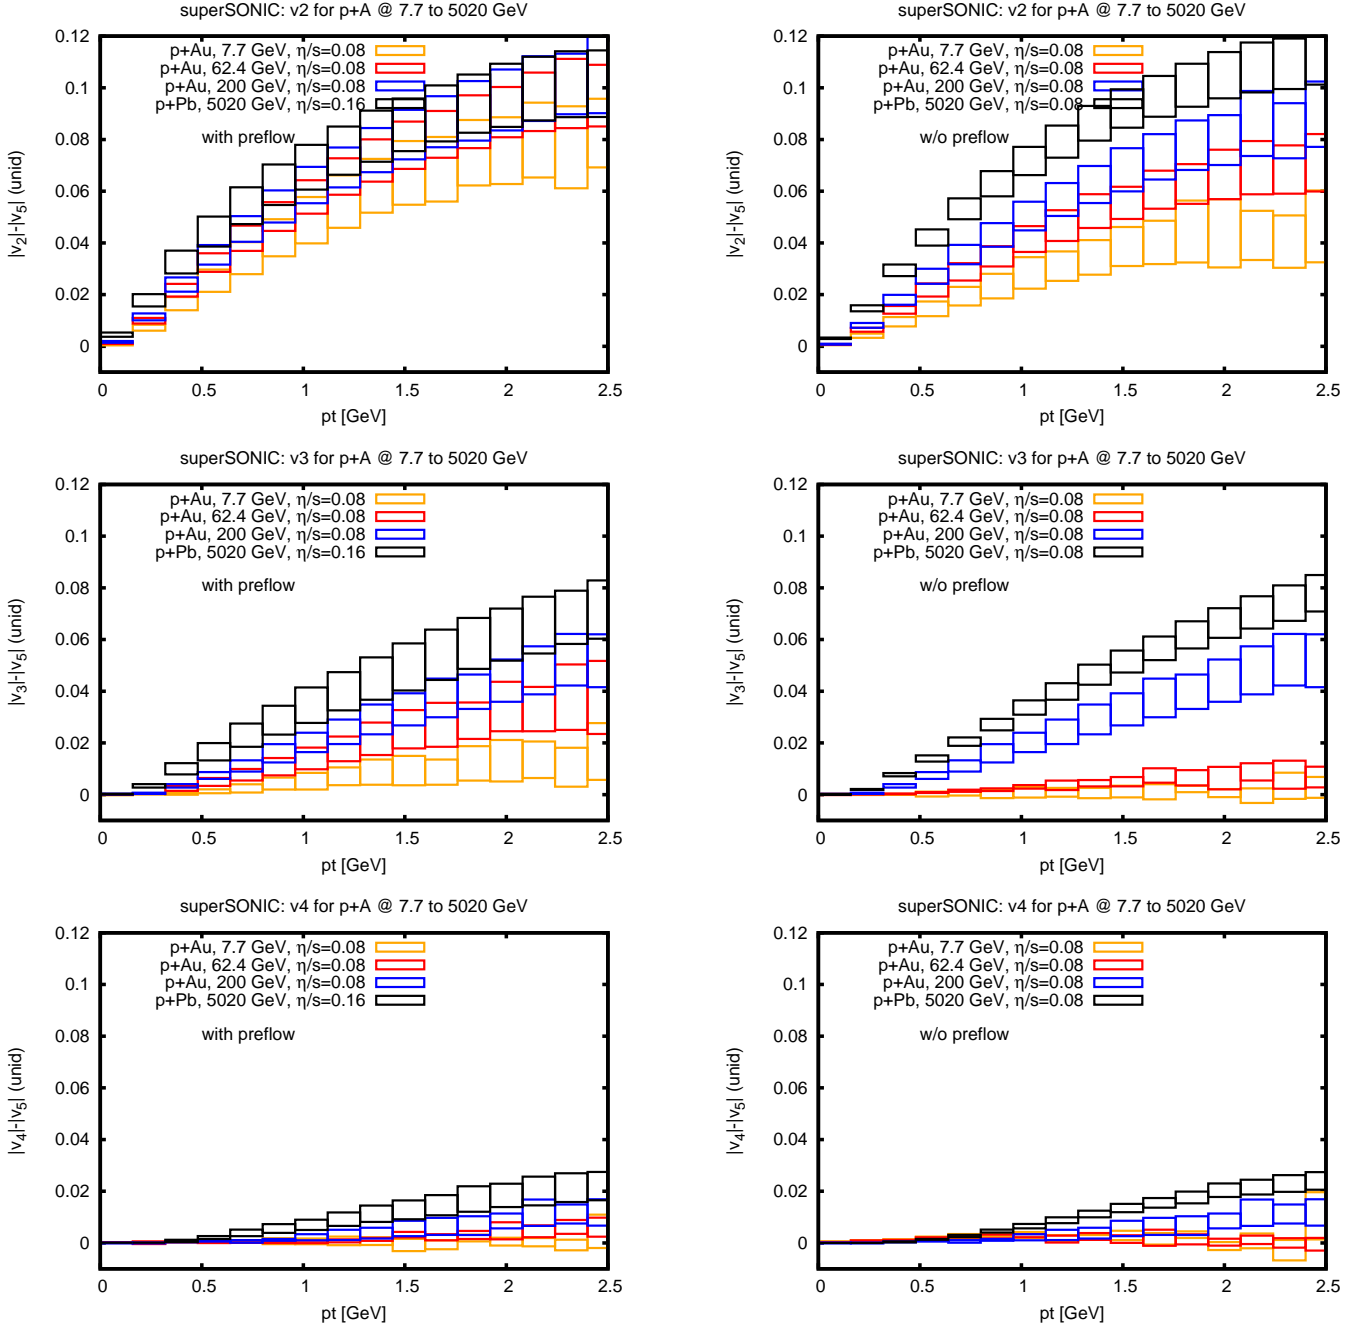 superSONIC: v2 for p+A @ 7.7 to 5020 GeV
0.12
0.1
0.08
0.06
0.04
0.02
0
|v2|-|v5| (unid)
p+Au, 7.7 GeV, η/s=0.08
p+Au, 62.4 GeV, η/s=0.08
p+Au, 200 GeV, η/s=0.08
p+Pb, 5020 GeV, η/s=0.16
with preflow
0 0.5 1 1.5 2 2.5
pt [GeV]
superSONIC: v2 for p+A @ 7.7 to 5020 GeV
0.12
0.1
0.08
0.06
0.04
0.02
0
|v2|-|v5| (unid)
p+Au, 7.7 GeV, η/s=0.08
p+Au, 62.4 GeV, η/s=0.08
p+Au, 200 GeV, η/s=0.08
p+Pb, 5020 GeV, η/s=0.08
w/o preflow
0 0.5 1 1.5 2 2.5
pt [GeV]
superSONIC: v3 for p+A @ 7.7 to 5020 GeV
0.12
0.1
0.08
0.06
0.04
0.02
0
|v3|-|v5| (unid)
p+Au, 7.7 GeV, η/s=0.08
p+Au, 62.4 GeV, η/s=0.08
p+Au, 200 GeV, η/s=0.08
p+Pb, 5020 GeV, η/s=0.16
with preflow
0 0.5 1 1.5 2 2.5
pt [GeV]
superSONIC: v3 for p+A @ 7.7 to 5020 GeV
0.12
0.1
0.08
0.06
0.04
0.02
0
|v3|-|v5| (unid)
p+Au, 7.7 GeV, η/s=0.08
p+Au, 62.4 GeV, η/s=0.08
p+Au, 200 GeV, η/s=0.08
p+Pb, 5020 GeV, η/s=0.08
w/o preflow
0 0.5 1 1.5 2 2.5
pt [GeV]
superSONIC: v4 for p+A @ 7.7 to 5020 GeV
0.12
0.1
0.08
0.06
0.04
0.02
0
|v4|-|v5| (unid)
p+Au, 7.7 GeV, η/s=0.08
p+Au, 62.4 GeV, η/s=0.08
p+Au, 200 GeV, η/s=0.08
p+Pb, 5020 GeV, η/s=0.16
with preflow
0 0.5 1 1.5 2 2.5
pt [GeV]
superSONIC: v4 for p+A @ 7.7 to 5020 GeV
0.12
0.1
0.08
0.06
0.04
0.02
0
|v4|-|v5| (unid)
p+Au, 7.7 GeV, η/s=0.08
p+Au, 62.4 GeV, η/s=0.08
p+Au, 200 GeV, η/s=0.08
p+Pb, 5020 GeV, η/s=0.08
w/o preflow
0 0.5 1 1.5 2 2.5
pt [GeV]